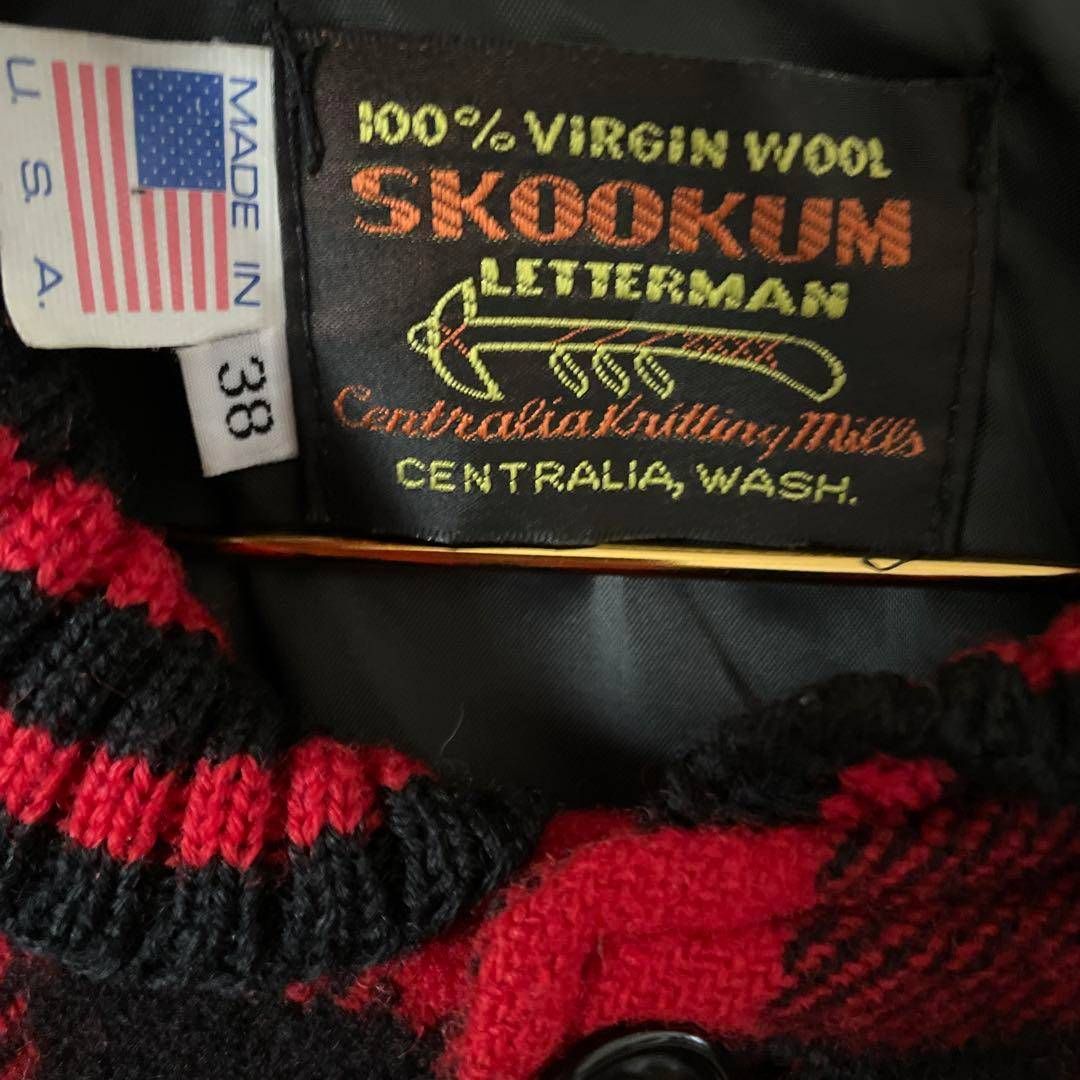 MADE IN
U. S. A.
38
100% VIRGIN WOOL
SKOOKUM
LETTERMAN
Centralia Knitting Mills
CENTRALIA, WASH.